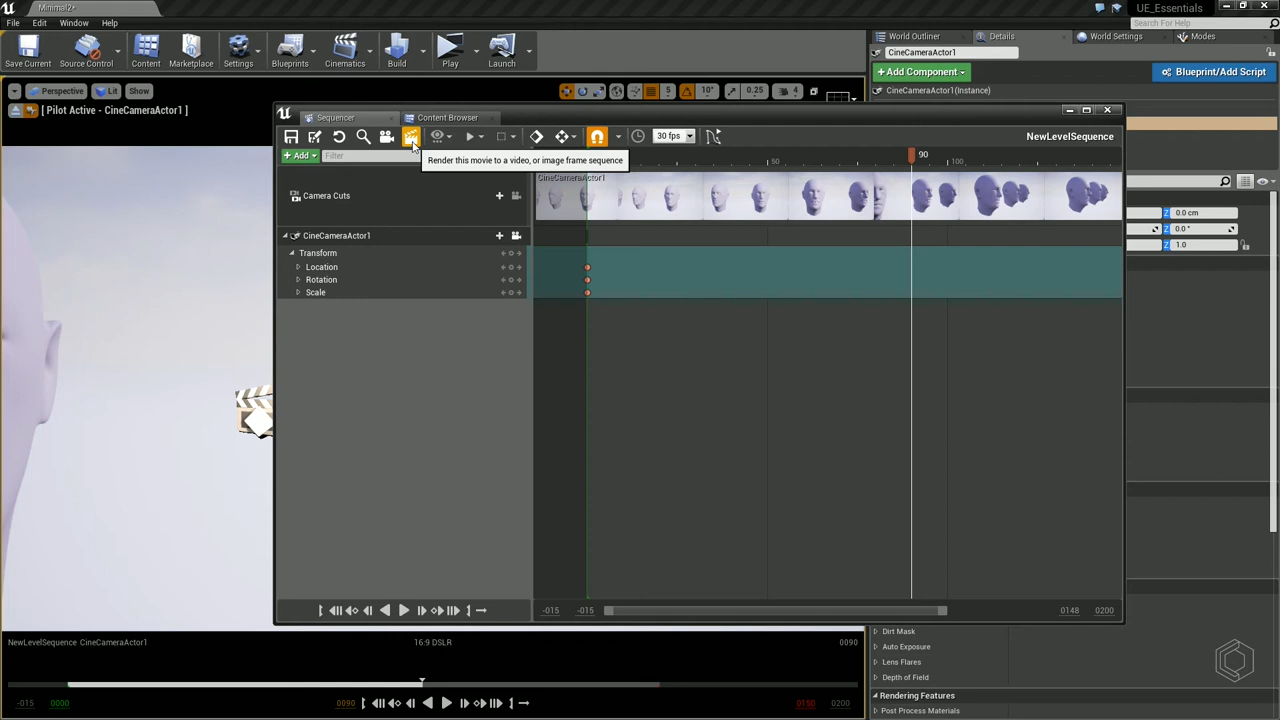 Minimal2*
UE_Essentials
File Edit Window Help
Search For Help
Save Current Source Control Content Marketplace Settings Blueprints Cinematics Build Play Launch
World Outliner Details World Settings Modes
CineCameraActor1
+Add Component Blueprint/Add Script
CineCameraActor1(Instance)
Perspective Lit Show 5 10° 0.25 4
[ Pilot Active - CineCameraActor1 ]
Sequencer Content Browser
30 fps NewLevelSequence
+ Add Filter
Render this movie to a video, or image frame sequence
50 90 100
CineCameraActor1
Camera Cuts
CineCameraActor1
Transform
Location
Rotation
Scale
Z 0.0 cm
Z 0.0 °
Z 1.0
-015 -015 0148 0200
NewLevelSequence CineCameraActor1 16:9 DSLR 0090
-015 0000 0090 0150 0200
Dirt Mask
Auto Exposure
Lens Flares
Depth of Field
Rendering Features
Post Process Materials